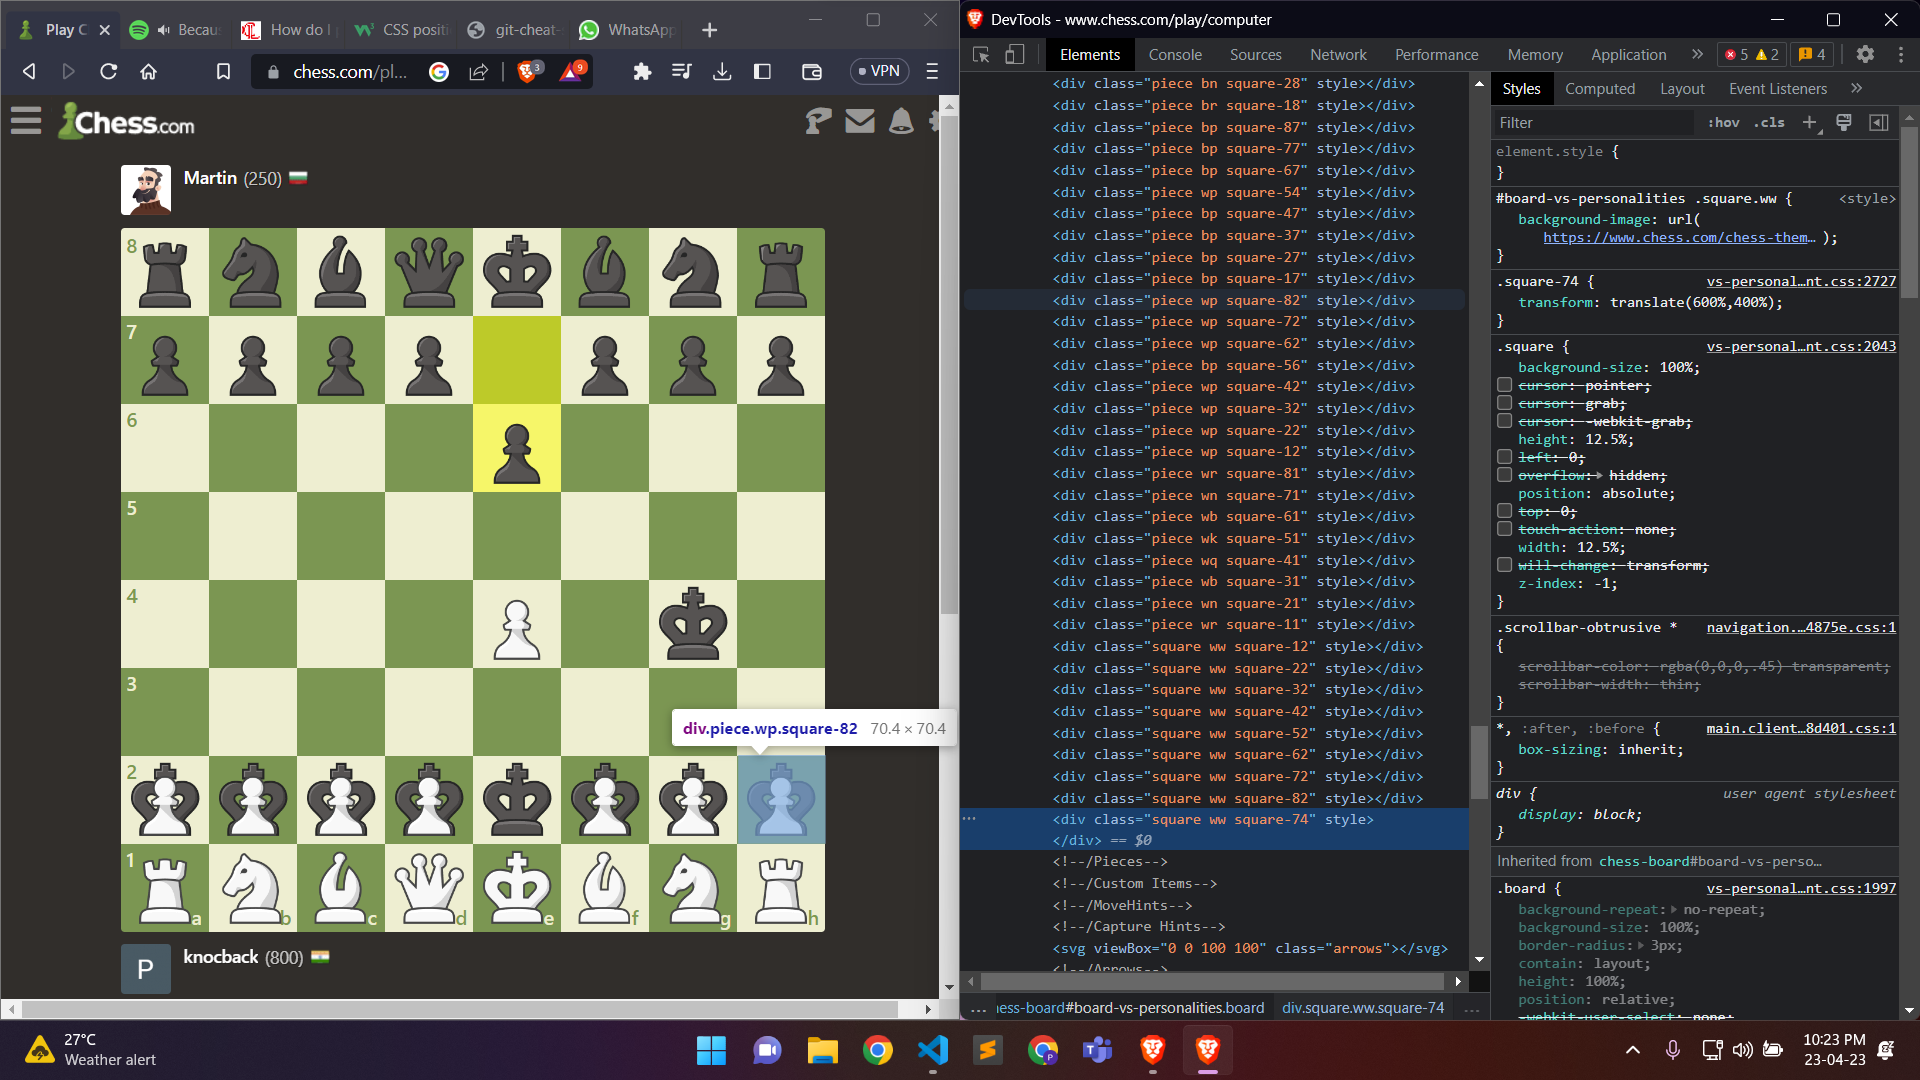 Play C
Becau
How do I
CSS posit
git-cheat-
WhatsApp
chess.com/pl...
3
9
VPN
Chess.com
Martin (250)
8
7
6
5
4
3
2
1
a
b
c
d
e
f
g
h
div.piece.wp.square-82 70.4 × 70.4
P
knocback (800)
DevTools - www.chess.com/play/computer
Elements
Console
Sources
Network
Performance
Memory
Application
5
2
4
<div class="piece bn square-28" style></div>
<div class="piece br square-18" style></div>
<div class="piece bp square-87" style></div>
<div class="piece bp square-77" style></div>
<div class="piece bp square-67" style></div>
<div class="piece wp square-54" style></div>
<div class="piece bp square-47" style></div>
<div class="piece bp square-37" style></div>
<div class="piece bp square-27" style></div>
<div class="piece bp square-17" style></div>
<div class="piece wp square-82" style></div>
<div class="piece wp square-72" style></div>
<div class="piece wp square-62" style></div>
<div class="piece bp square-56" style></div>
<div class="piece wp square-42" style></div>
<div class="piece wp square-32" style></div>
<div class="piece wp square-22" style></div>
<div class="piece wp square-12" style></div>
<div class="piece wr square-81" style></div>
<div class="piece wn square-71" style></div>
<div class="piece wb square-61" style></div>
<div class="piece wk square-51" style></div>
<div class="piece wq square-41" style></div>
<div class="piece wb square-31" style></div>
<div class="piece wn square-21" style></div>
<div class="piece wr square-11" style></div>
<div class="square ww square-12" style></div>
<div class="square ww square-22" style></div>
<div class="square ww square-32" style></div>
<div class="square ww square-42" style></div>
<div class="square ww square-52" style></div>
<div class="square ww square-62" style></div>
<div class="square ww square-72" style></div>
<div class="square ww square-82" style></div>
<div class="square ww square-74" style>
</div> == $0
<!--/Pieces-->
<!--/Custom Items-->
<!--/MoveHints-->
<!--/Capture Hints-->
<svg viewBox="0 0 100 100" class="arrows"></svg>
<!--/Arrows-->
... hess-board#board-vs-personalities.board div.square.ww.square-74 ...
Styles
Computed
Layout
Event Listeners
Filter
:hov .cls
element.style {
}
#board-vs-personalities .square.ww { <style>
background-image: url(
https://www.chess.com/chess-them… );
}
.square-74 { vs-personal…nt.css:2727
transform: translate(600%,400%);
}
.square { vs-personal…nt.css:2043
background-size: 100%;
cursor: pointer;
cursor: grab;
cursor: -webkit-grab;
height: 12.5%;
left: 0;
overflow: hidden;
position: absolute;
top: 0;
touch-action: none;
width: 12.5%;
will-change: transform;
z-index: -1;
}
.scrollbar-obtrusive * navigation.…4875e.css:1
{
scrollbar-color: rgba(0,0,0,.45) transparent;
scrollbar-width: thin;
}
*, :after, :before { main.client…8d401.css:1
box-sizing: inherit;
}
div { user agent stylesheet
display: block;
}
Inherited from chess-board#board-vs-perso…
.board { vs-personal…nt.css:1997
background-repeat: no-repeat;
background-size: 100%;
border-radius: 3px;
contain: layout;
height: 100%;
position: relative;
-webkit-user-select: none;
27°C
Weather alert
P
10:23 PM
23-04-23